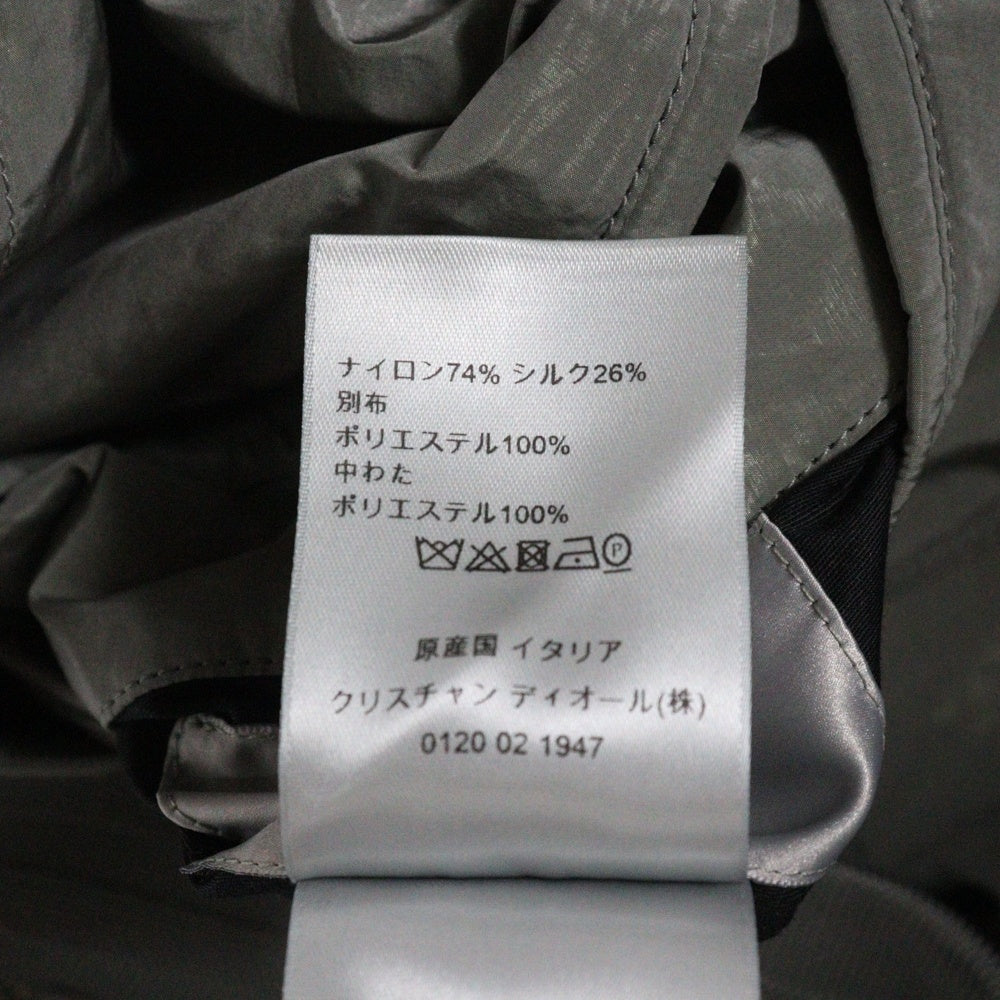 ナイロン74% シルク26%
別布
ポリエステル100%
中わた
ポリエステル100%
P
原産国 イタリア
クリスチャン ディオール(株)
0120 02 1947